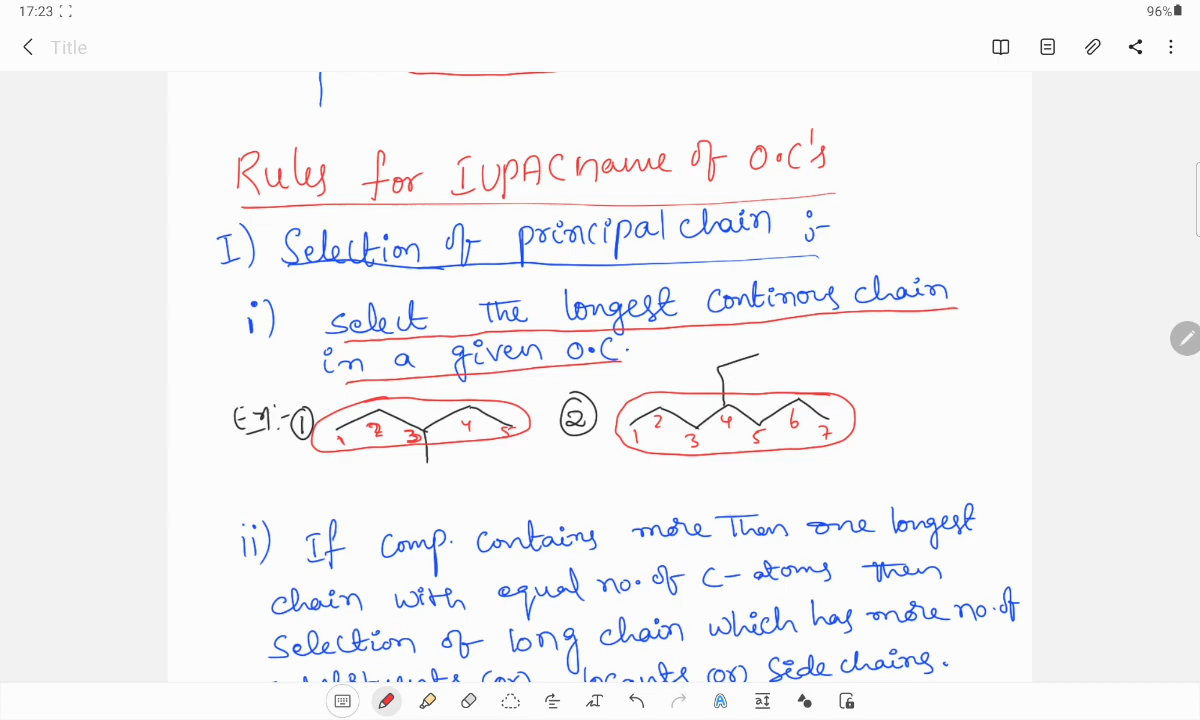 17:23
96%
Title
Rules for IUPAC name of O.C's
I) Selection of principal chain :-
i) select the longest continous chain
in a given O.C.
Ex:- ① ②
1 2 3 4 5
1 2 3 4 5 6 7
ii) If comp. contains more Then one longest
chain with equal no. of C-atoms then
selection of long chain which has more no. of
(or) locants (or) side chains.